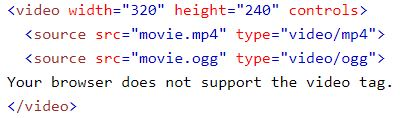 <video width="320" height="240" controls>
  <source src="movie.mp4" type="video/mp4">
  <source src="movie.ogg" type="video/ogg">
Your browser does not support the video tag.
</video>